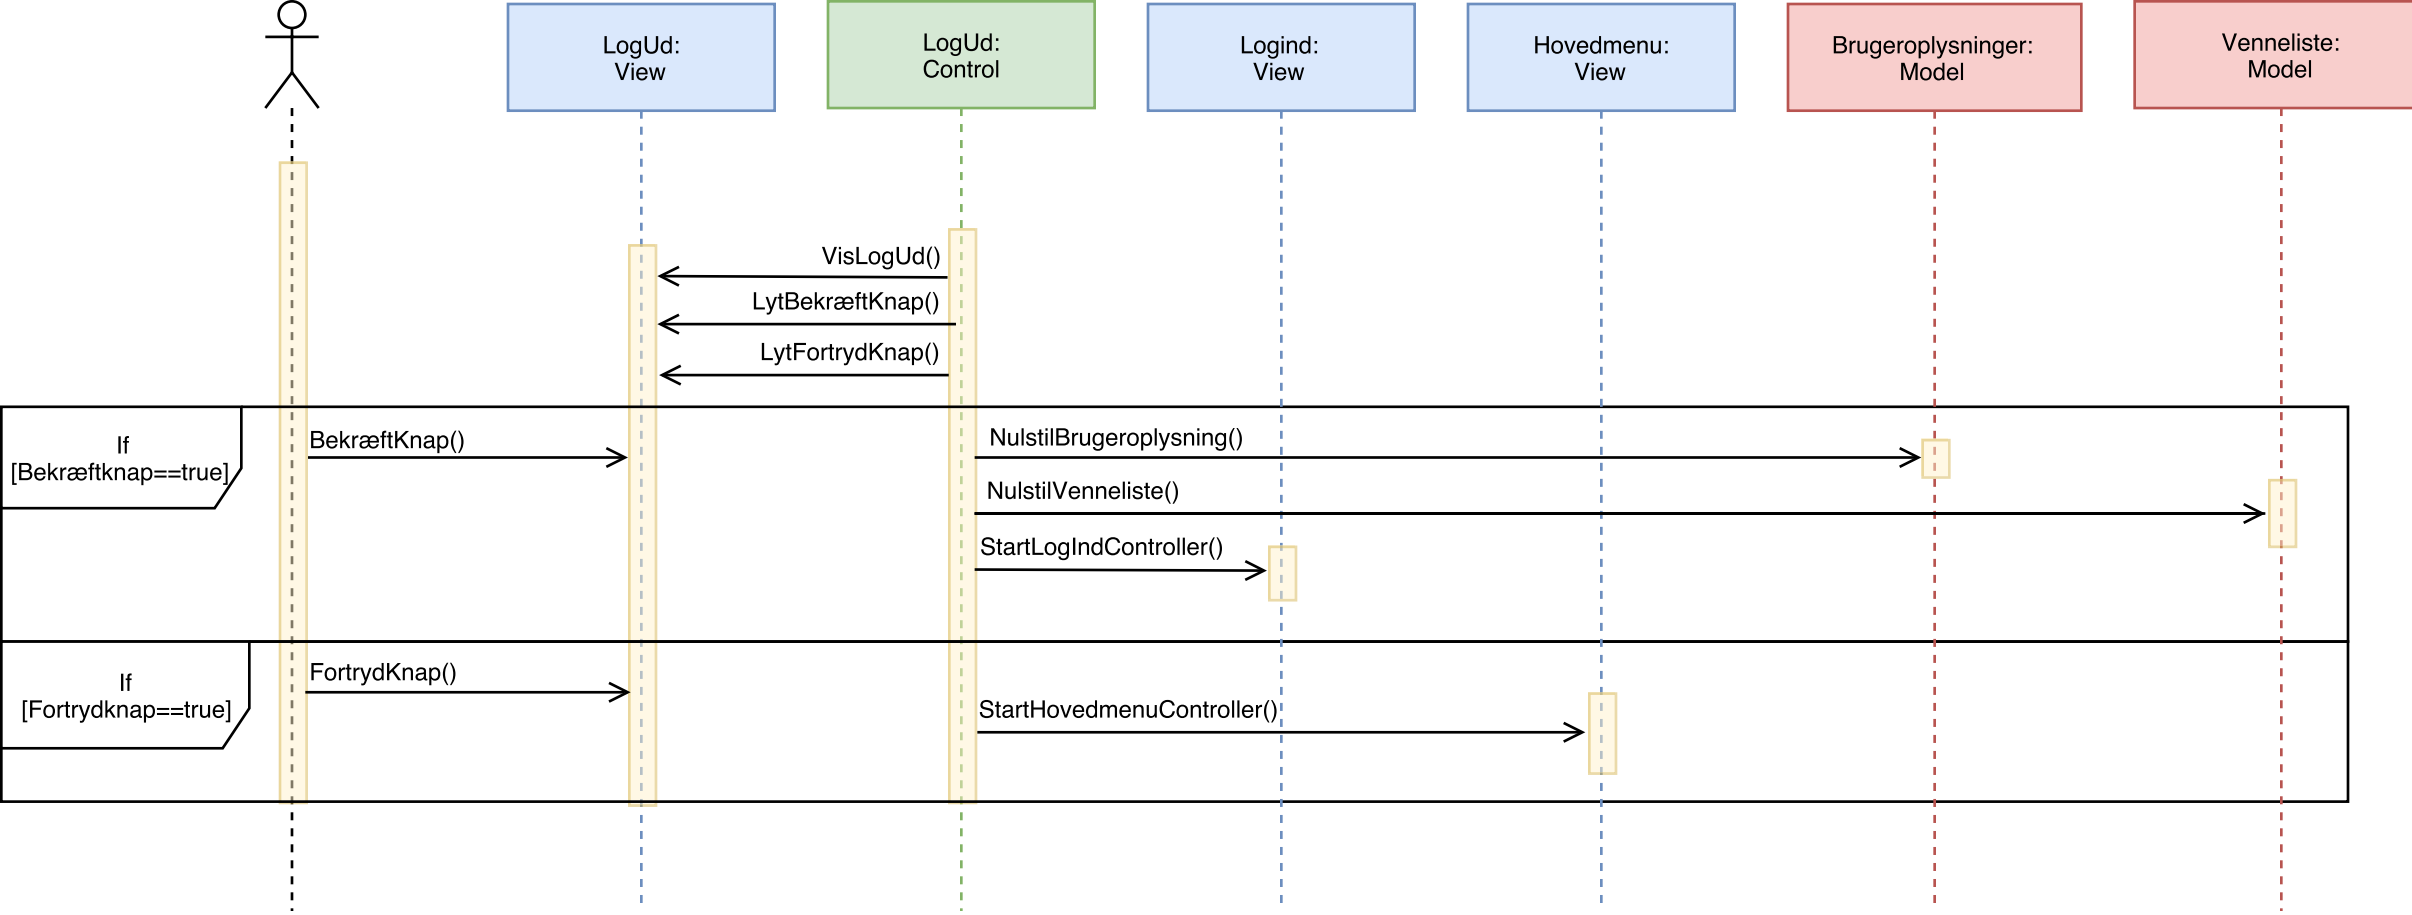 LogUd:
View
LogUd:
Control
Logind:
View
Hovedmenu:
View
Brugeroplysninger:
Model
Venneliste:
Model
VisLogUd()
LytBekræftKnap()
LytFortrydKnap()
If
[Bekræftknap==true]
BekræftKnap()
NulstilBrugeroplysning()
NulstilVenneliste()
StartLogIndController()
If
[Fortrydknap==true]
FortrydKnap()
StartHovedmenuController()